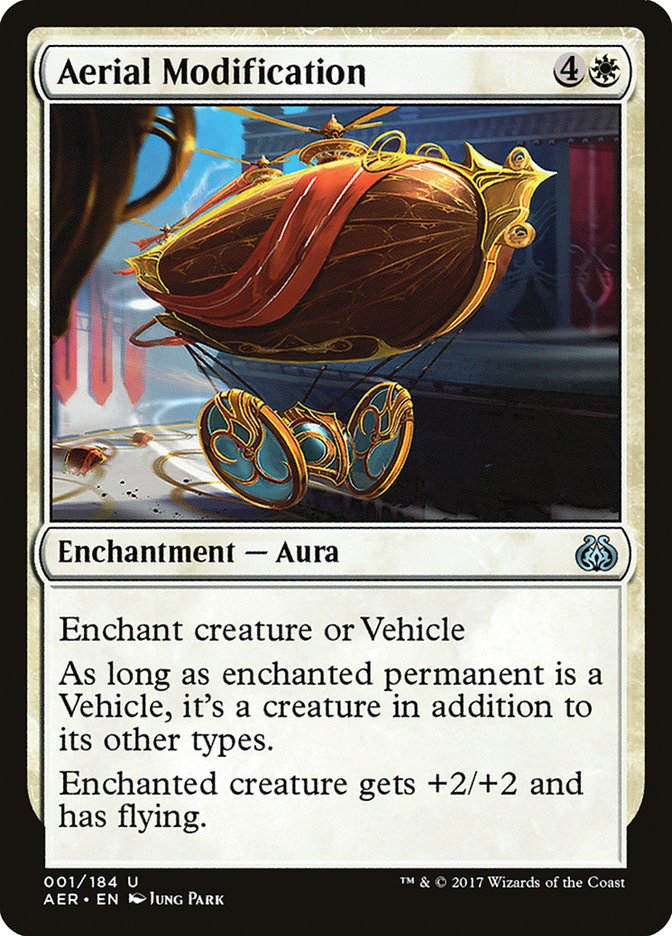 Aerial Modification 4
Enchantment — Aura
Enchant creature or Vehicle
As long as enchanted permanent is a
Vehicle, it's a creature in addition to
its other types.
Enchanted creature gets +2/+2 and
has flying.
001/184 U
AER • EN Jung Park
™ & © 2017 Wizards of the Coast